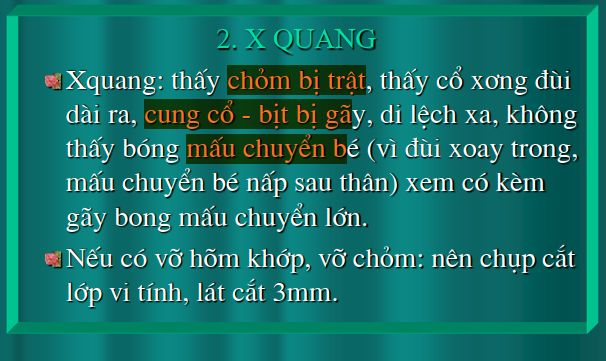 2. X QUANG
Xquang: thấy chỏm bị trật, thấy cổ xơng đùi
dài ra, cung cổ - bịt bị gãy, di lệch xa, không
thấy bóng mấu chuyển bé (vì đùi xoay trong,
mấu chuyển bé nấp sau thân) xem có kèm
gãy bong mấu chuyển lớn.
Nếu có vỡ hõm khớp, vỡ chỏm: nên chụp cắt
lớp vi tính, lát cắt 3mm.